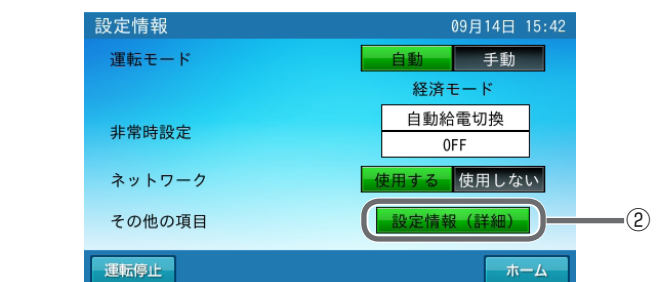 設定情報 09月14日 15:42
運転モード 自動 手動
経済モード
非常時設定 自動給電切換
OFF
ネットワーク 使用する 使用しない
その他の項目 設定情報（詳細） ②
運転停止 ホーム